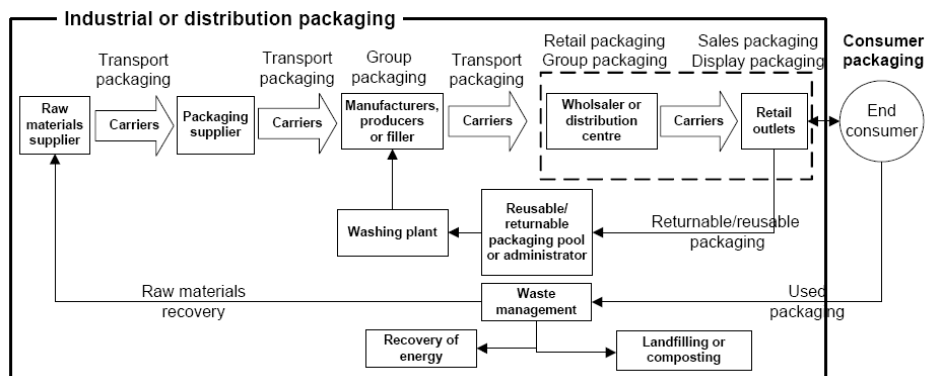 Industrial or distribution packaging
Transport
packaging
Transport
packaging
Group
packaging
Transport
packaging
Retail packaging
Group packaging
Sales packaging
Display packaging
Consumer
packaging
Raw
materials
supplier
Carriers
Packaging
supplier
Carriers
Manufacturers,
producers
or filler
Carriers
Wholsaler or
distribution
centre
Carriers
Retail
outlets
End
consumer
Washing plant
Reusable/
returnable
packaging pool
or administrator
Returnable/reusable
packaging
Raw materials
recovery
Waste
management
Used
packaging
Recovery of
energy
Landfilling or
composting